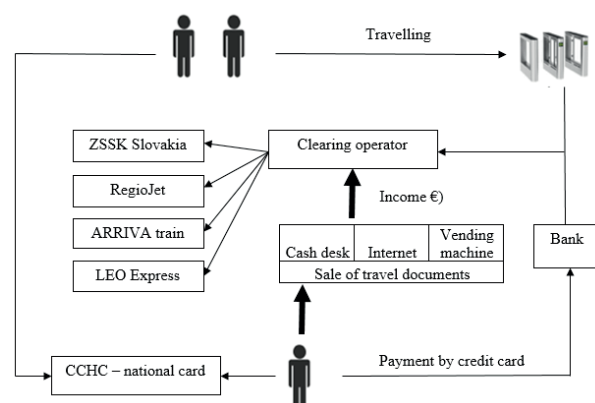 Travelling
ZSSK Slovakia
Clearing operator
RegioJet
Income €)
ARRIVA train
Cash desk
Internet
Vending
machine
Bank
LEO Express
Sale of travel documents
CCHC – national card
Payment by credit card